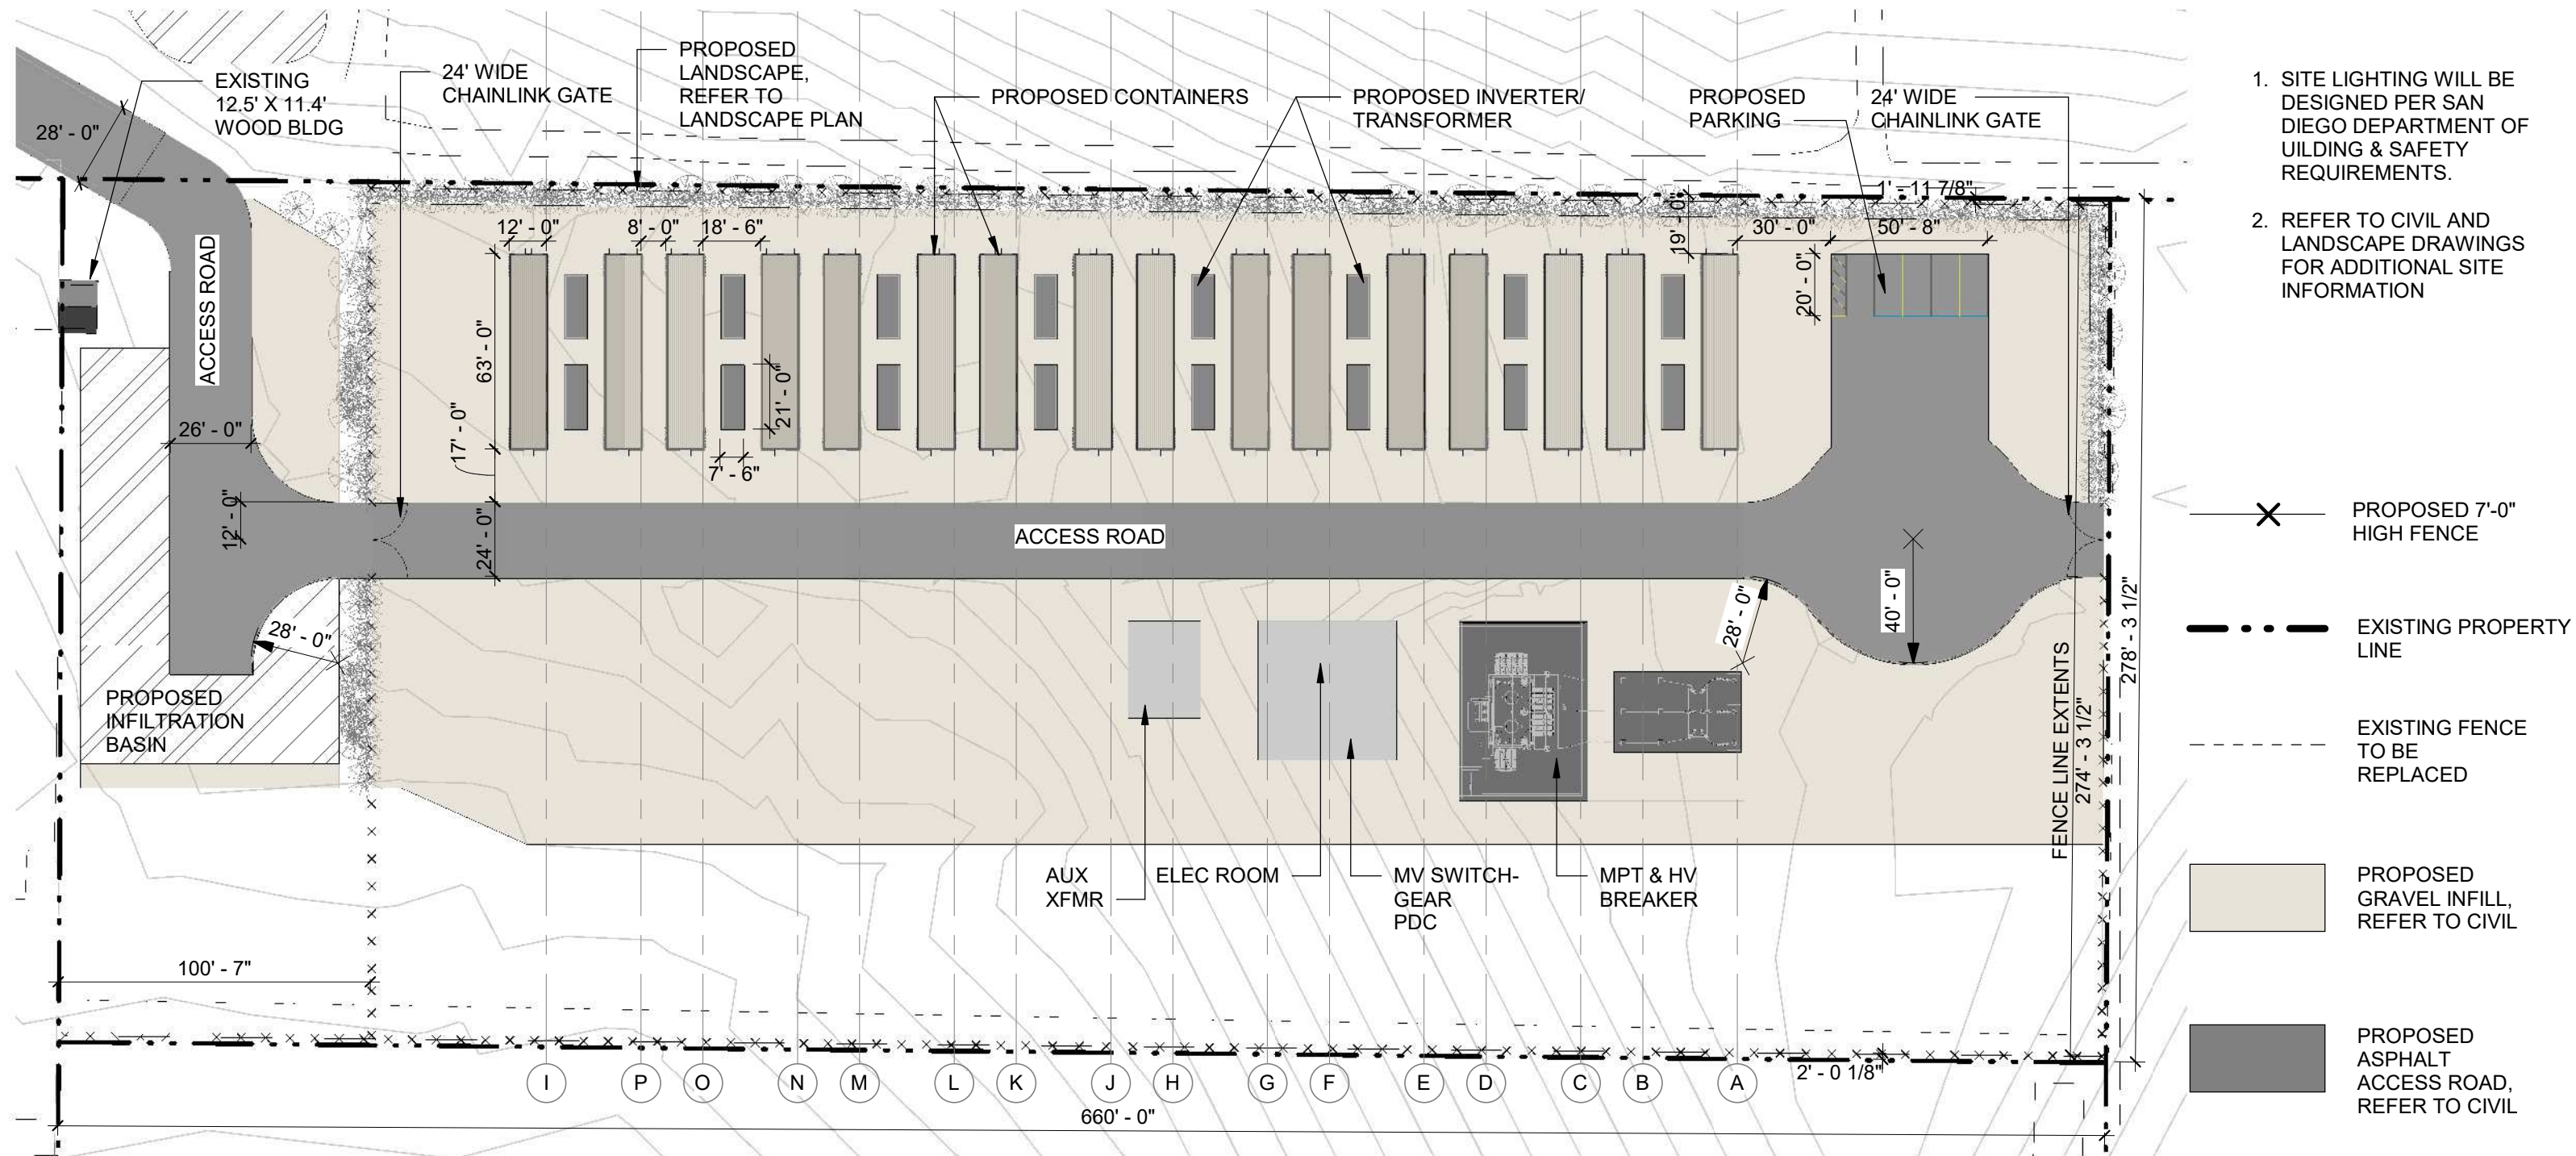 EXISTING
12.5' X 11.4'
WOOD BLDG
24' WIDE
CHAINLINK GATE
PROPOSED
LANDSCAPE,
REFER TO
LANDSCAPE PLAN
PROPOSED CONTAINERS
PROPOSED INVERTER/
TRANSFORMER
PROPOSED
PARKING
24' WIDE
CHAINLINK GATE
1. SITE LIGHTING WILL BE
DESIGNED PER SAN
DIEGO DEPARTMENT OF
UILDING & SAFETY
REQUIREMENTS.
2. REFER TO CIVIL AND
LANDSCAPE DRAWINGS
FOR ADDITIONAL SITE
INFORMATION
28' - 0"
1' - 11 7/8"
12' - 0"
8' - 0"
18' - 6"
19' - 0"
30' - 0"
50' - 8"
20' - 0"
ACCESS ROAD
63' - 0"
21' - 0"
7' - 6"
17' - 0"
26' - 0"
12' - 0"
24' - 0"
ACCESS ROAD
28' - 0"
28' - 0"
40' - 0"
FENCE LINE EXTENTS
274' - 3 1/2"
278' - 3 1/2"
PROPOSED
INFILTRATION
BASIN
AUX
XFMR
ELEC ROOM
MV SWITCH-
GEAR
PDC
MPT & HV
BREAKER
100' - 7"
2' - 0 1/8"
I P O N M L K J H G F E D C B A
660' - 0"
PROPOSED 7'-0"
HIGH FENCE
EXISTING PROPERTY
LINE
EXISTING FENCE
TO BE
REPLACED
PROPOSED
GRAVEL INFILL,
REFER TO CIVIL
PROPOSED
ASPHALT
ACCESS ROAD,
REFER TO CIVIL